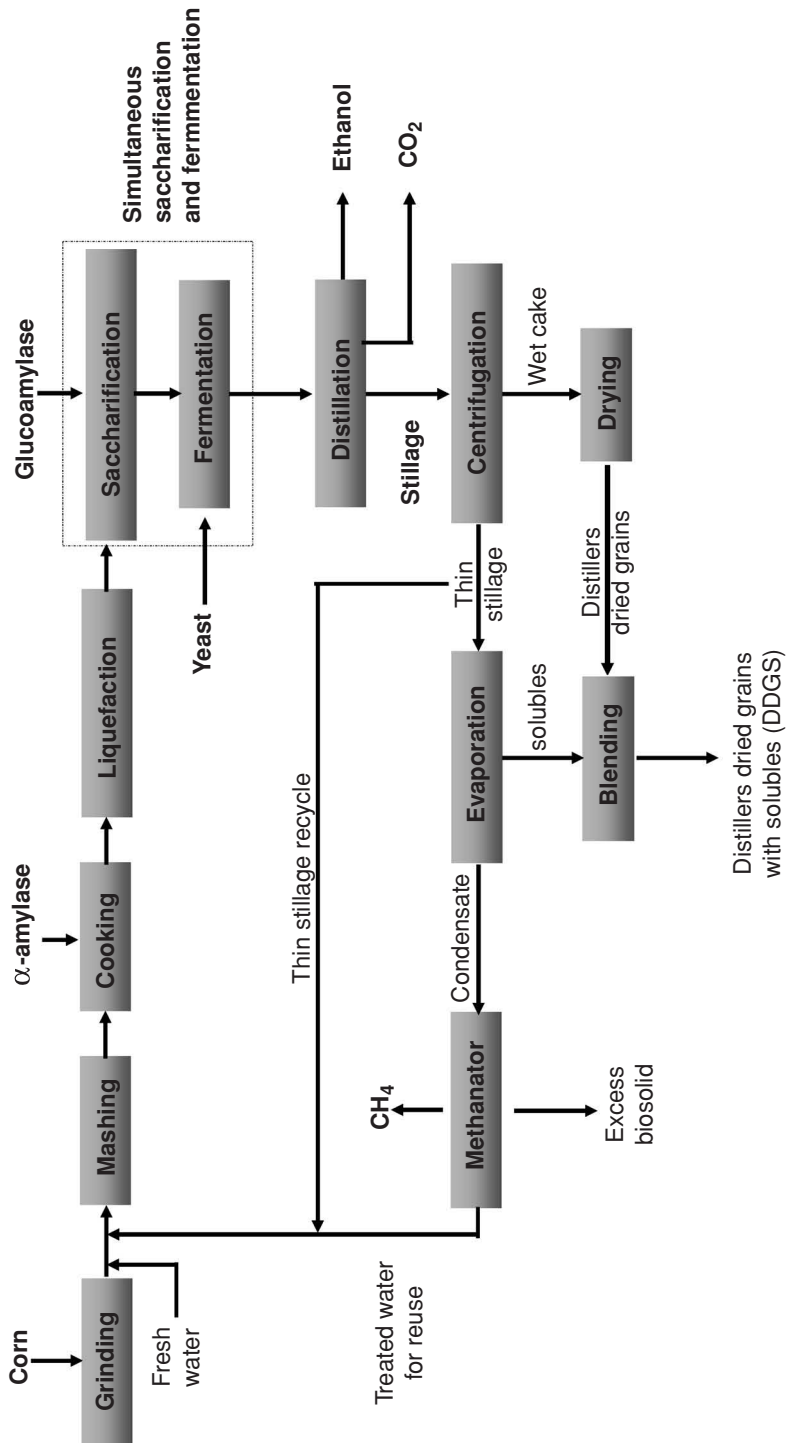 Corn
Grinding
Fresh
water
Mashing
α-amylase
Cooking
Liquefaction
Glucoamylase
Saccharification
Yeast
Fermentation
Simultaneous
saccharification
and fermmentation
Distillation
Ethanol
CO₂
Stillage
Centrifugation
Wet cake
Drying
Thin
stillage
Thin stillage recycle
Distillers
dried grains
Evaporation
solubles
Blending
Distillers dried grains
with solubles (DDGS)
Condensate
Methanator
CH₄
Excess
biosolid
Treated water
for reuse